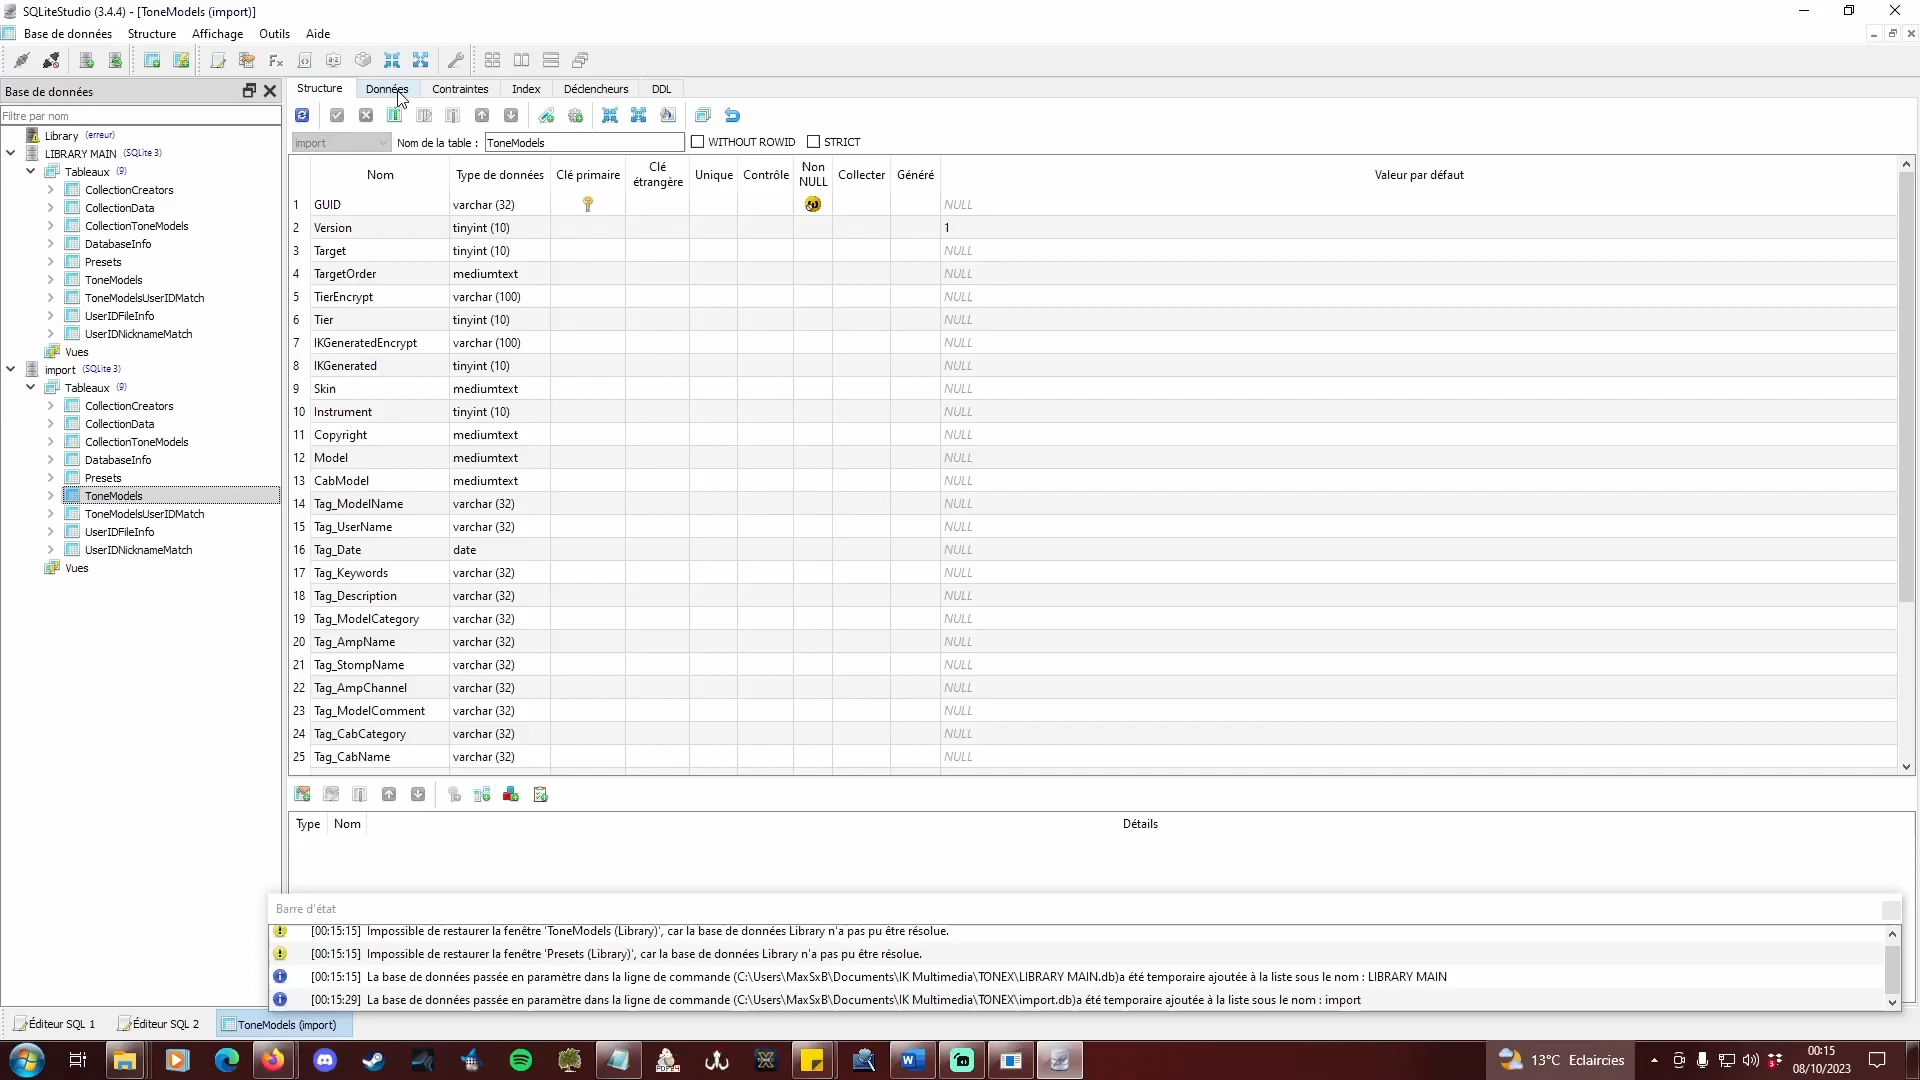 SQLiteStudio (3.4.4) - [ToneModels (import)]
Base de données Structure Affichage Outils Aide
Base de données
Filtre par nom
Library (erreur)
LIBRARY MAIN (SQLite 3)
Tableaux (9)
CollectionCreators
CollectionData
CollectionToneModels
DatabaseInfo
Presets
ToneModels
ToneModelsUserIDMatch
UserIDFileInfo
UserIDNicknameMatch
Vues
import (SQLite 3)
Tableaux (9)
CollectionCreators
CollectionData
CollectionToneModels
DatabaseInfo
Presets
ToneModels
ToneModelsUserIDMatch
UserIDFileInfo
UserIDNicknameMatch
Vues
Structure Données Contraintes Index Déclencheurs DDL
import Nom de la table : ToneModels WITHOUT ROWID STRICT
Nom Type de données Clé primaire Clé étrangère Unique Contrôle Non NULL Collecter Généré Valeur par défaut
1 GUID varchar (32) NULL
2 Version tinyint (10) 1
3 Target tinyint (10) NULL
4 TargetOrder mediumtext NULL
5 TierEncrypt varchar (100) NULL
6 Tier tinyint (10) NULL
7 IKGeneratedEncrypt varchar (100) NULL
8 IKGenerated tinyint (10) NULL
9 Skin mediumtext NULL
10 Instrument tinyint (10) NULL
11 Copyright mediumtext NULL
12 Model mediumtext NULL
13 CabModel mediumtext NULL
14 Tag_ModelName varchar (32) NULL
15 Tag_UserName varchar (32) NULL
16 Tag_Date date NULL
17 Tag_Keywords varchar (32) NULL
18 Tag_Description varchar (32) NULL
19 Tag_ModelCategory varchar (32) NULL
20 Tag_AmpName varchar (32) NULL
21 Tag_StompName varchar (32) NULL
22 Tag_AmpChannel varchar (32) NULL
23 Tag_ModelComment varchar (32) NULL
24 Tag_CabCategory varchar (32) NULL
25 Tag_CabName varchar (32) NULL
Type Nom Détails
Barre d'état
[00:15:15] Impossible de restaurer la fenêtre 'ToneModels (Library)', car la base de données Library n'a pas pu être résolue.
[00:15:15] Impossible de restaurer la fenêtre 'Presets (Library)', car la base de données Library n'a pas pu être résolue.
[00:15:15] La base de données passée en paramètre dans la ligne de commande (C:\Users\MaxSxB\Documents\IK Multimedia\TONEX\LIBRARY MAIN.db)a été temporaire ajoutée à la liste sous le nom : LIBRARY MAIN
[00:15:29] La base de données passée en paramètre dans la ligne de commande (C:\Users\MaxSxB\Documents\IK Multimedia\TONEX\import.db)a été temporaire ajoutée à la liste sous le nom : import
Éditeur SQL 1 Éditeur SQL 2 ToneModels (import)
13°C Eclaircies
00:15
08/10/2023